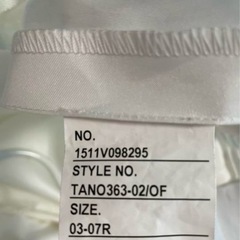 NO.
1511V098295
STYLE NO.
TANO363-02/OF
SIZE.
03-07R